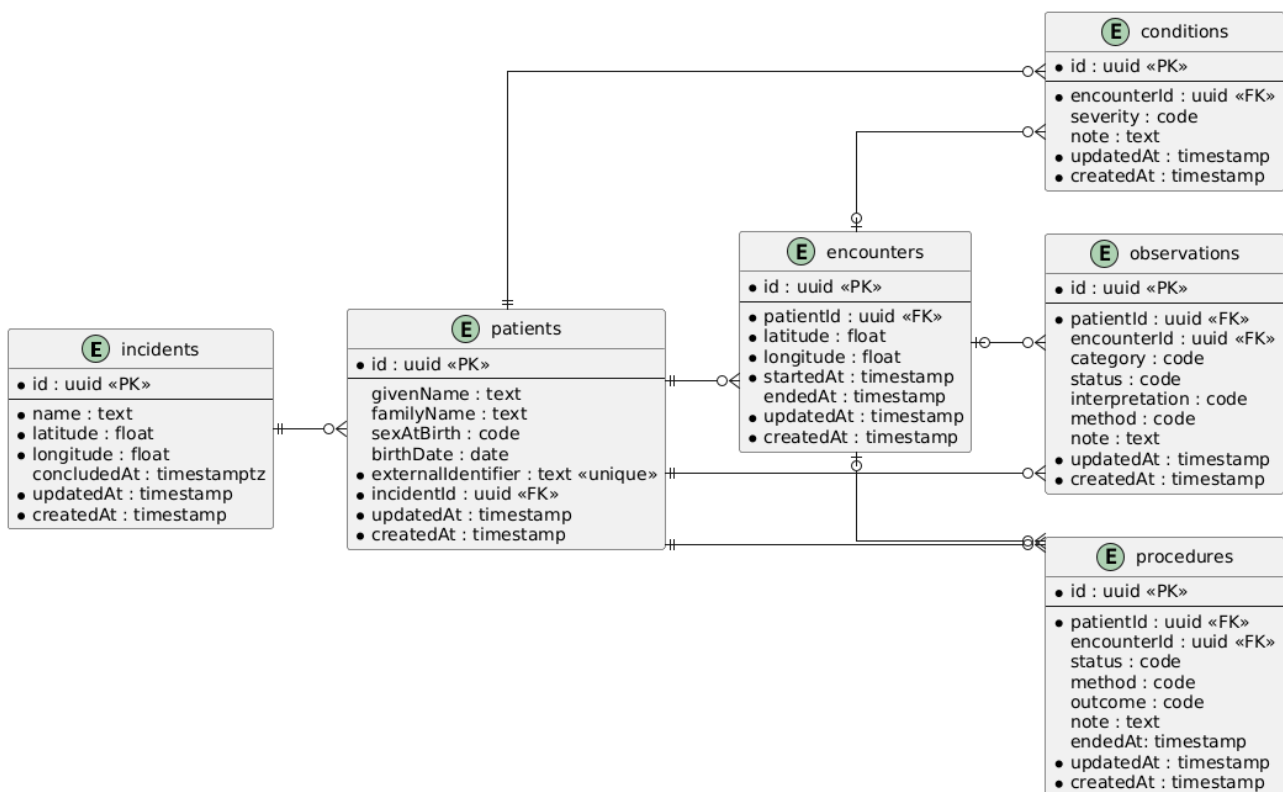 E conditions
• id : uuid «PK»
• encounterId : uuid «FK»
severity : code
note : text
• updatedAt : timestamp
• createdAt : timestamp
E encounters
• id : uuid «PK»
• patientId : uuid «FK»
• latitude : float
• longitude : float
• startedAt : timestamp
endedAt : timestamp
• updatedAt : timestamp
• createdAt : timestamp
E observations
• id : uuid «PK»
• patientId : uuid «FK»
encounterId : uuid «FK»
category : code
status : code
interpretation : code
method : code
note : text
• updatedAt : timestamp
• createdAt : timestamp
E patients
• id : uuid «PK»
givenName : text
familyName : text
sexAtBirth : code
birthDate : date
• externalIdentifier : text «unique»
• incidentId : uuid «FK»
• updatedAt : timestamp
• createdAt : timestamp
E incidents
• id : uuid «PK»
• name : text
• latitude : float
• longitude : float
concludedAt : timestamptz
• updatedAt : timestamp
• createdAt : timestamp
E procedures
• id : uuid «PK»
• patientId : uuid «FK»
encounterId : uuid «FK»
status : code
method : code
outcome : code
note : text
endedAt: timestamp
• updatedAt : timestamp
• createdAt : timestamp